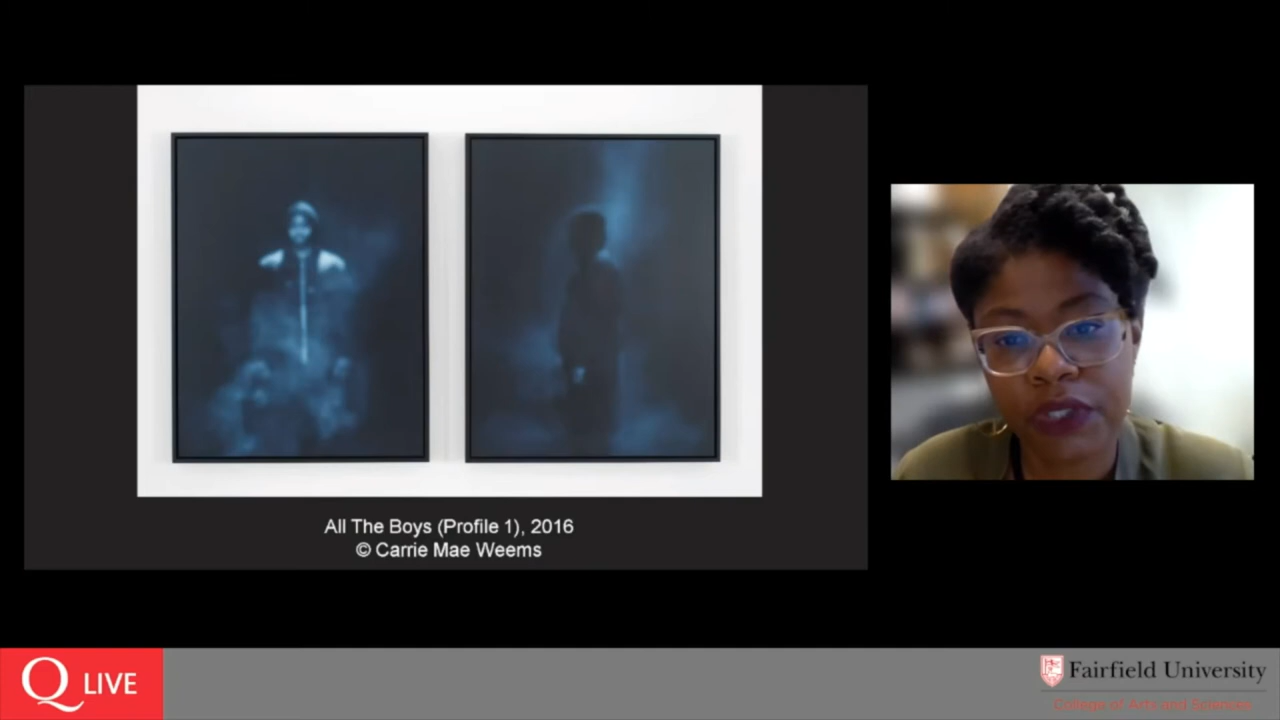 All The Boys (Profile 1), 2016
© Carrie Mae Weems
Q LIVE
Fairfield University
College of Arts and Sciences